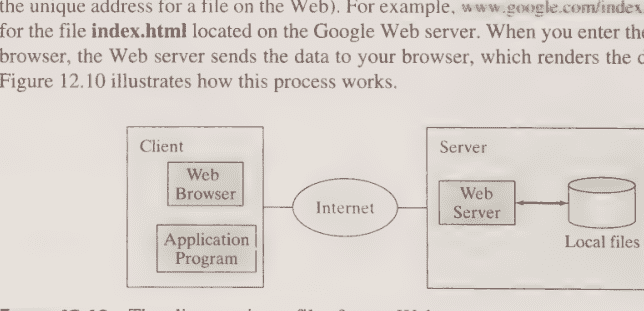 the unique address for a file on the Web). For example, www.google.com/index
for the file index.html located on the Google Web server. When you enter the
browser, the Web server sends the data to your browser, which renders the
Figure 12.10 illustrates how this process works.
Client
Web
Browser
Application
Program
Internet
Server
Web
Server
Local files